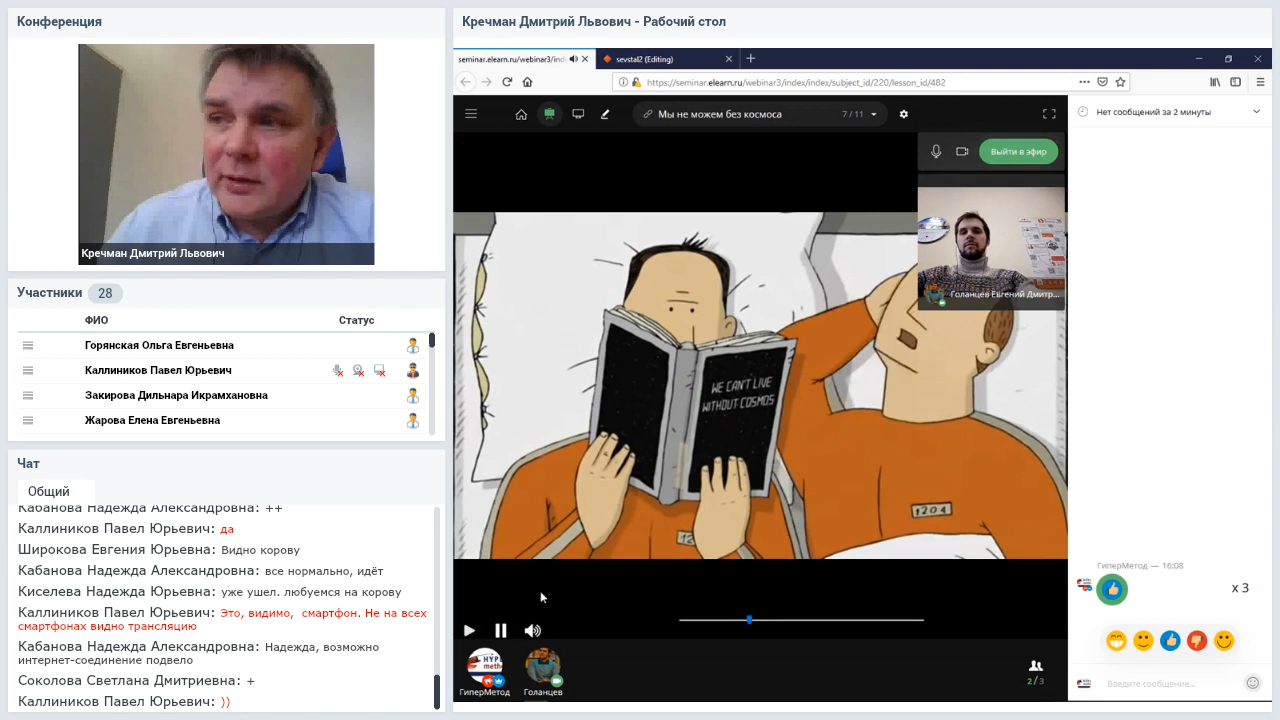 Конференция
Кречман Дмитрий Львович
Участники 28
ФИО Статус
Горянская Ольга Евгеньевна
Каллиников Павел Юрьевич
Закирова Дильнара Икрамхановна
Жарова Елена Евгеньевна
Чат
Общий
Кабанова Надежда Александровна: ++
Каллиников Павел Юрьевич: да
Широкова Евгения Юрьевна: Видно корову
Кабанова Надежда Александровна: все нормально, идёт
Киселева Надежда Юрьевна: уже ушел. любуемся на корову
Каллиников Павел Юрьевич: Это, видимо, смартфон. Не на всех
смартфонах видно трансляцию
Кабанова Надежда Александровна: Надежда, возможно
интернет-соединение подвело
Соколова Светлана Дмитриевна: +
Каллиников Павел Юрьевич: ))
Кречман Дмитрий Львович - Рабочий стол
seminar.elearn.ru/webinar3/ind
sevstal2 (Editing)
https://seminar.elearn.ru/webinar3/index/index/subject_id/220/lesson_id/482
Мы не можем без космоса 7 / 11
Выйти в эфир
Голанцев Евгений Дмитр...
WE CAN'T LIVE
WITHOUT COSMOS
1204
ГиперМетод
Голанцев
2 / 3
Нет сообщений за 2 минуты
ГиперМетод — 16:08
x 3
Введите сообщение...